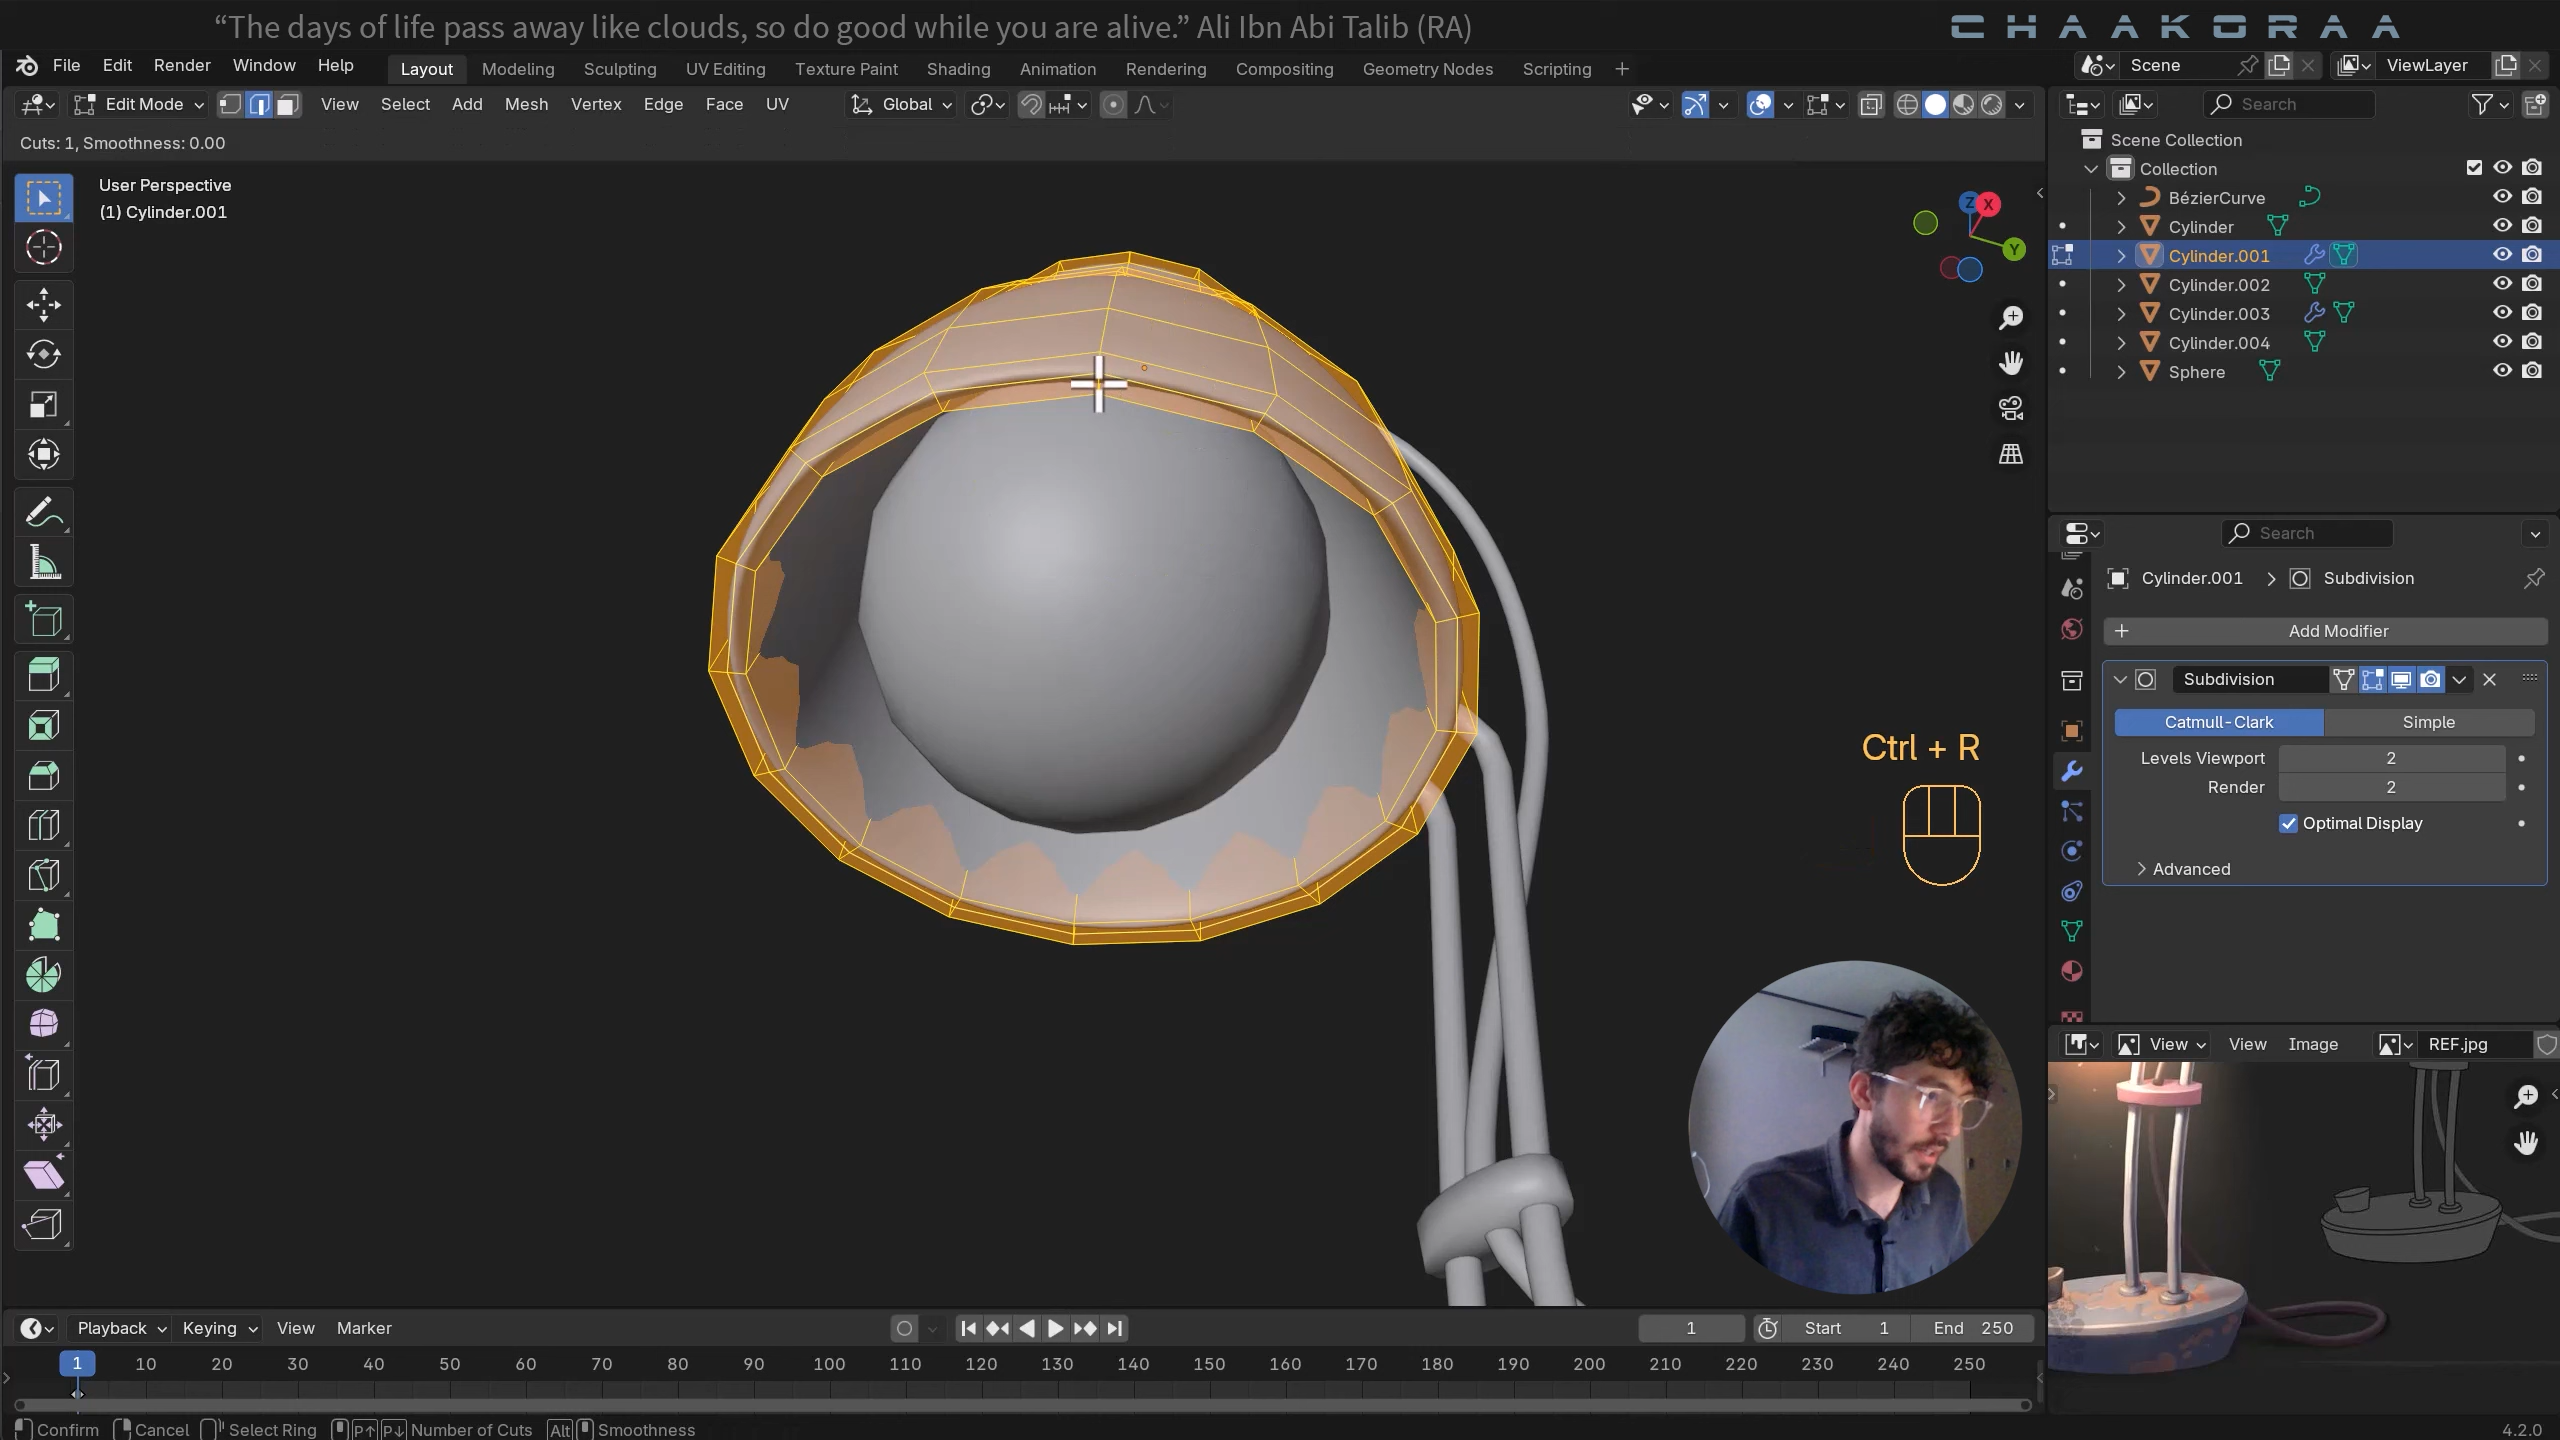 “The days of life pass away like clouds, so do good while you are alive.” Ali Ibn Abi Talib (RA)
CHAAKORAA
File Edit Render Window Help Layout Modeling Sculpting UV Editing Texture Paint Shading Animation Rendering Compositing Geometry Nodes Scripting + Scene ViewLayer
Edit Mode View Select Add Mesh Vertex Edge Face UV Global Search
Cuts: 1, Smoothness: 0.00
Scene Collection
User Perspective
(1) Cylinder.001
Collection
BézierCurve
Cylinder
Cylinder.001
Cylinder.002
Cylinder.003
Cylinder.004
Sphere
Z X Y
Search
Cylinder.001 > Subdivision
+ Add Modifier
Subdivision
Catmull-Clark Simple
Levels Viewport 2
Render 2
Optimal Display
> Advanced
Ctrl + R
View View Image REF.jpg
Playback Keying View Marker 1 Start 1 End 250
1 10 20 30 40 50 60 70 80 90 100 110 120 130 140 150 160 170 180 190 200 210 220 230 240 250
Confirm Cancel Select Ring P↑ P↓ Number of Cuts Alt Smoothness 4.2.0